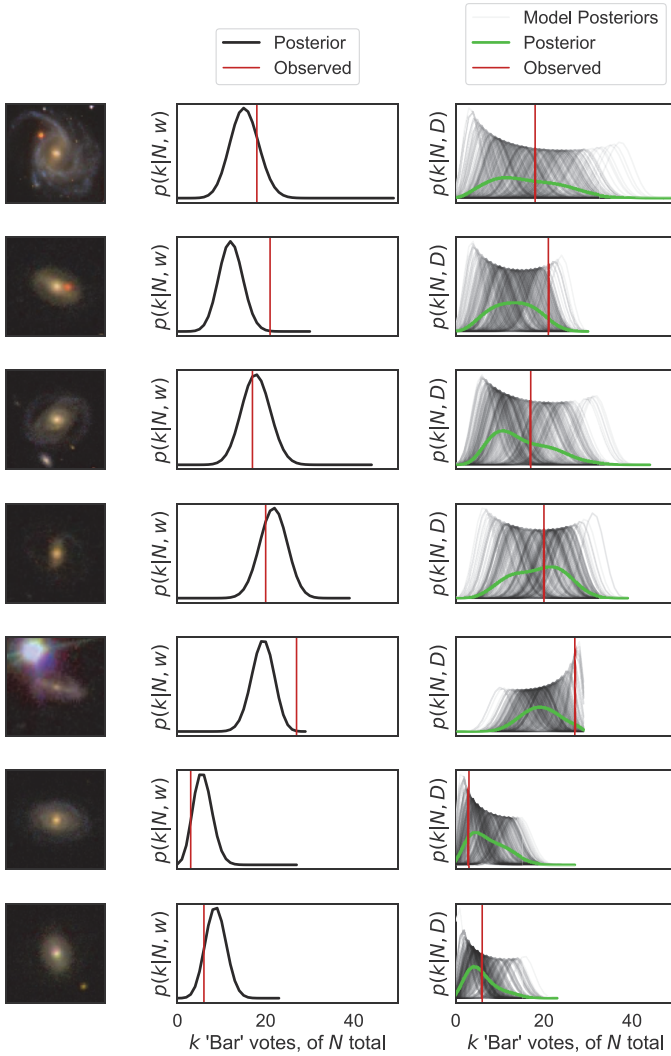 Posterior
Observed
Model Posteriors
Posterior
Observed
p(k|N, w)
p(k|N, D)
p(k|N, w)
p(k|N, D)
p(k|N, w)
p(k|N, D)
p(k|N, w)
p(k|N, D)
p(k|N, w)
p(k|N, D)
p(k|N, w)
p(k|N, D)
p(k|N, w)
p(k|N, D)
0 20 40
0 20 40
k 'Bar' votes, of N total
k 'Bar' votes, of N total